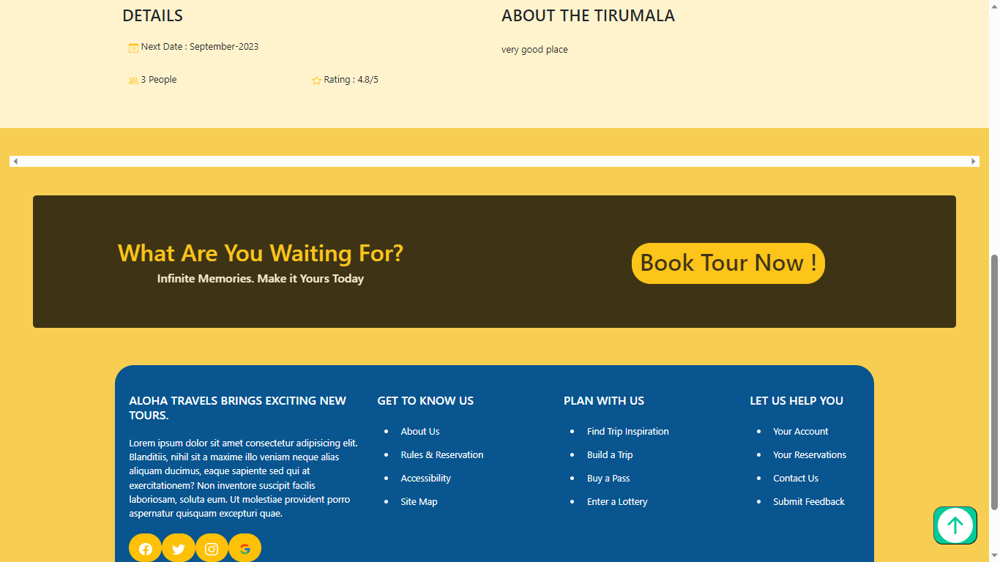 DETAILS
Next Date : September-2023
3 People
Rating : 4.8/5
ABOUT THE TIRUMALA
very good place
What Are You Waiting For?
Infinite Memories. Make it Yours Today
Book Tour Now !
ALOHA TRAVELS BRINGS EXCITING NEW
TOURS.
Lorem ipsum dolor sit amet consectetur adipisicing elit.
Blanditiis, nihil sit a maxime illo veniam neque alias
aliquam ducimus, eaque sapiente sed qui at
exercitationem? Non inventore suscipit facilis
laboriosam, soluta eum. Ut molestiae provident porro
aspernatur quisquam excepturi quae.
GET TO KNOW US
About Us
Rules & Reservation
Accessibility
Site Map
PLAN WITH US
Find Trip Inspiration
Build a Trip
Buy a Pass
Enter a Lottery
LET US HELP YOU
Your Account
Your Reservations
Contact Us
Submit Feedback